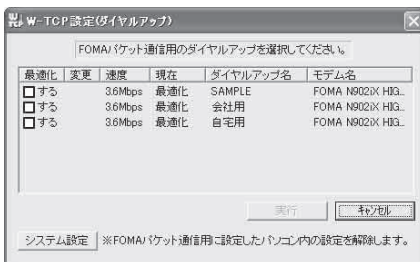 W-TCP設定(ダイヤルアップ)
FOMAパケット通信用のダイヤルアップを選択してください。
最適化 変更 速度 現在 ダイヤルアップ名 モデム名
する 3.6Mbps 最適化 SAMPLE FOMA N902iX HIG...
する 3.6Mbps 最適化 会社用 FOMA N902iX HIG...
する 3.6Mbps 最適化 自宅用 FOMA N902iX HIG...
実行 キャンセル
システム設定 ※FOMAパケット通信用に設定したパソコン内の設定を解除します。